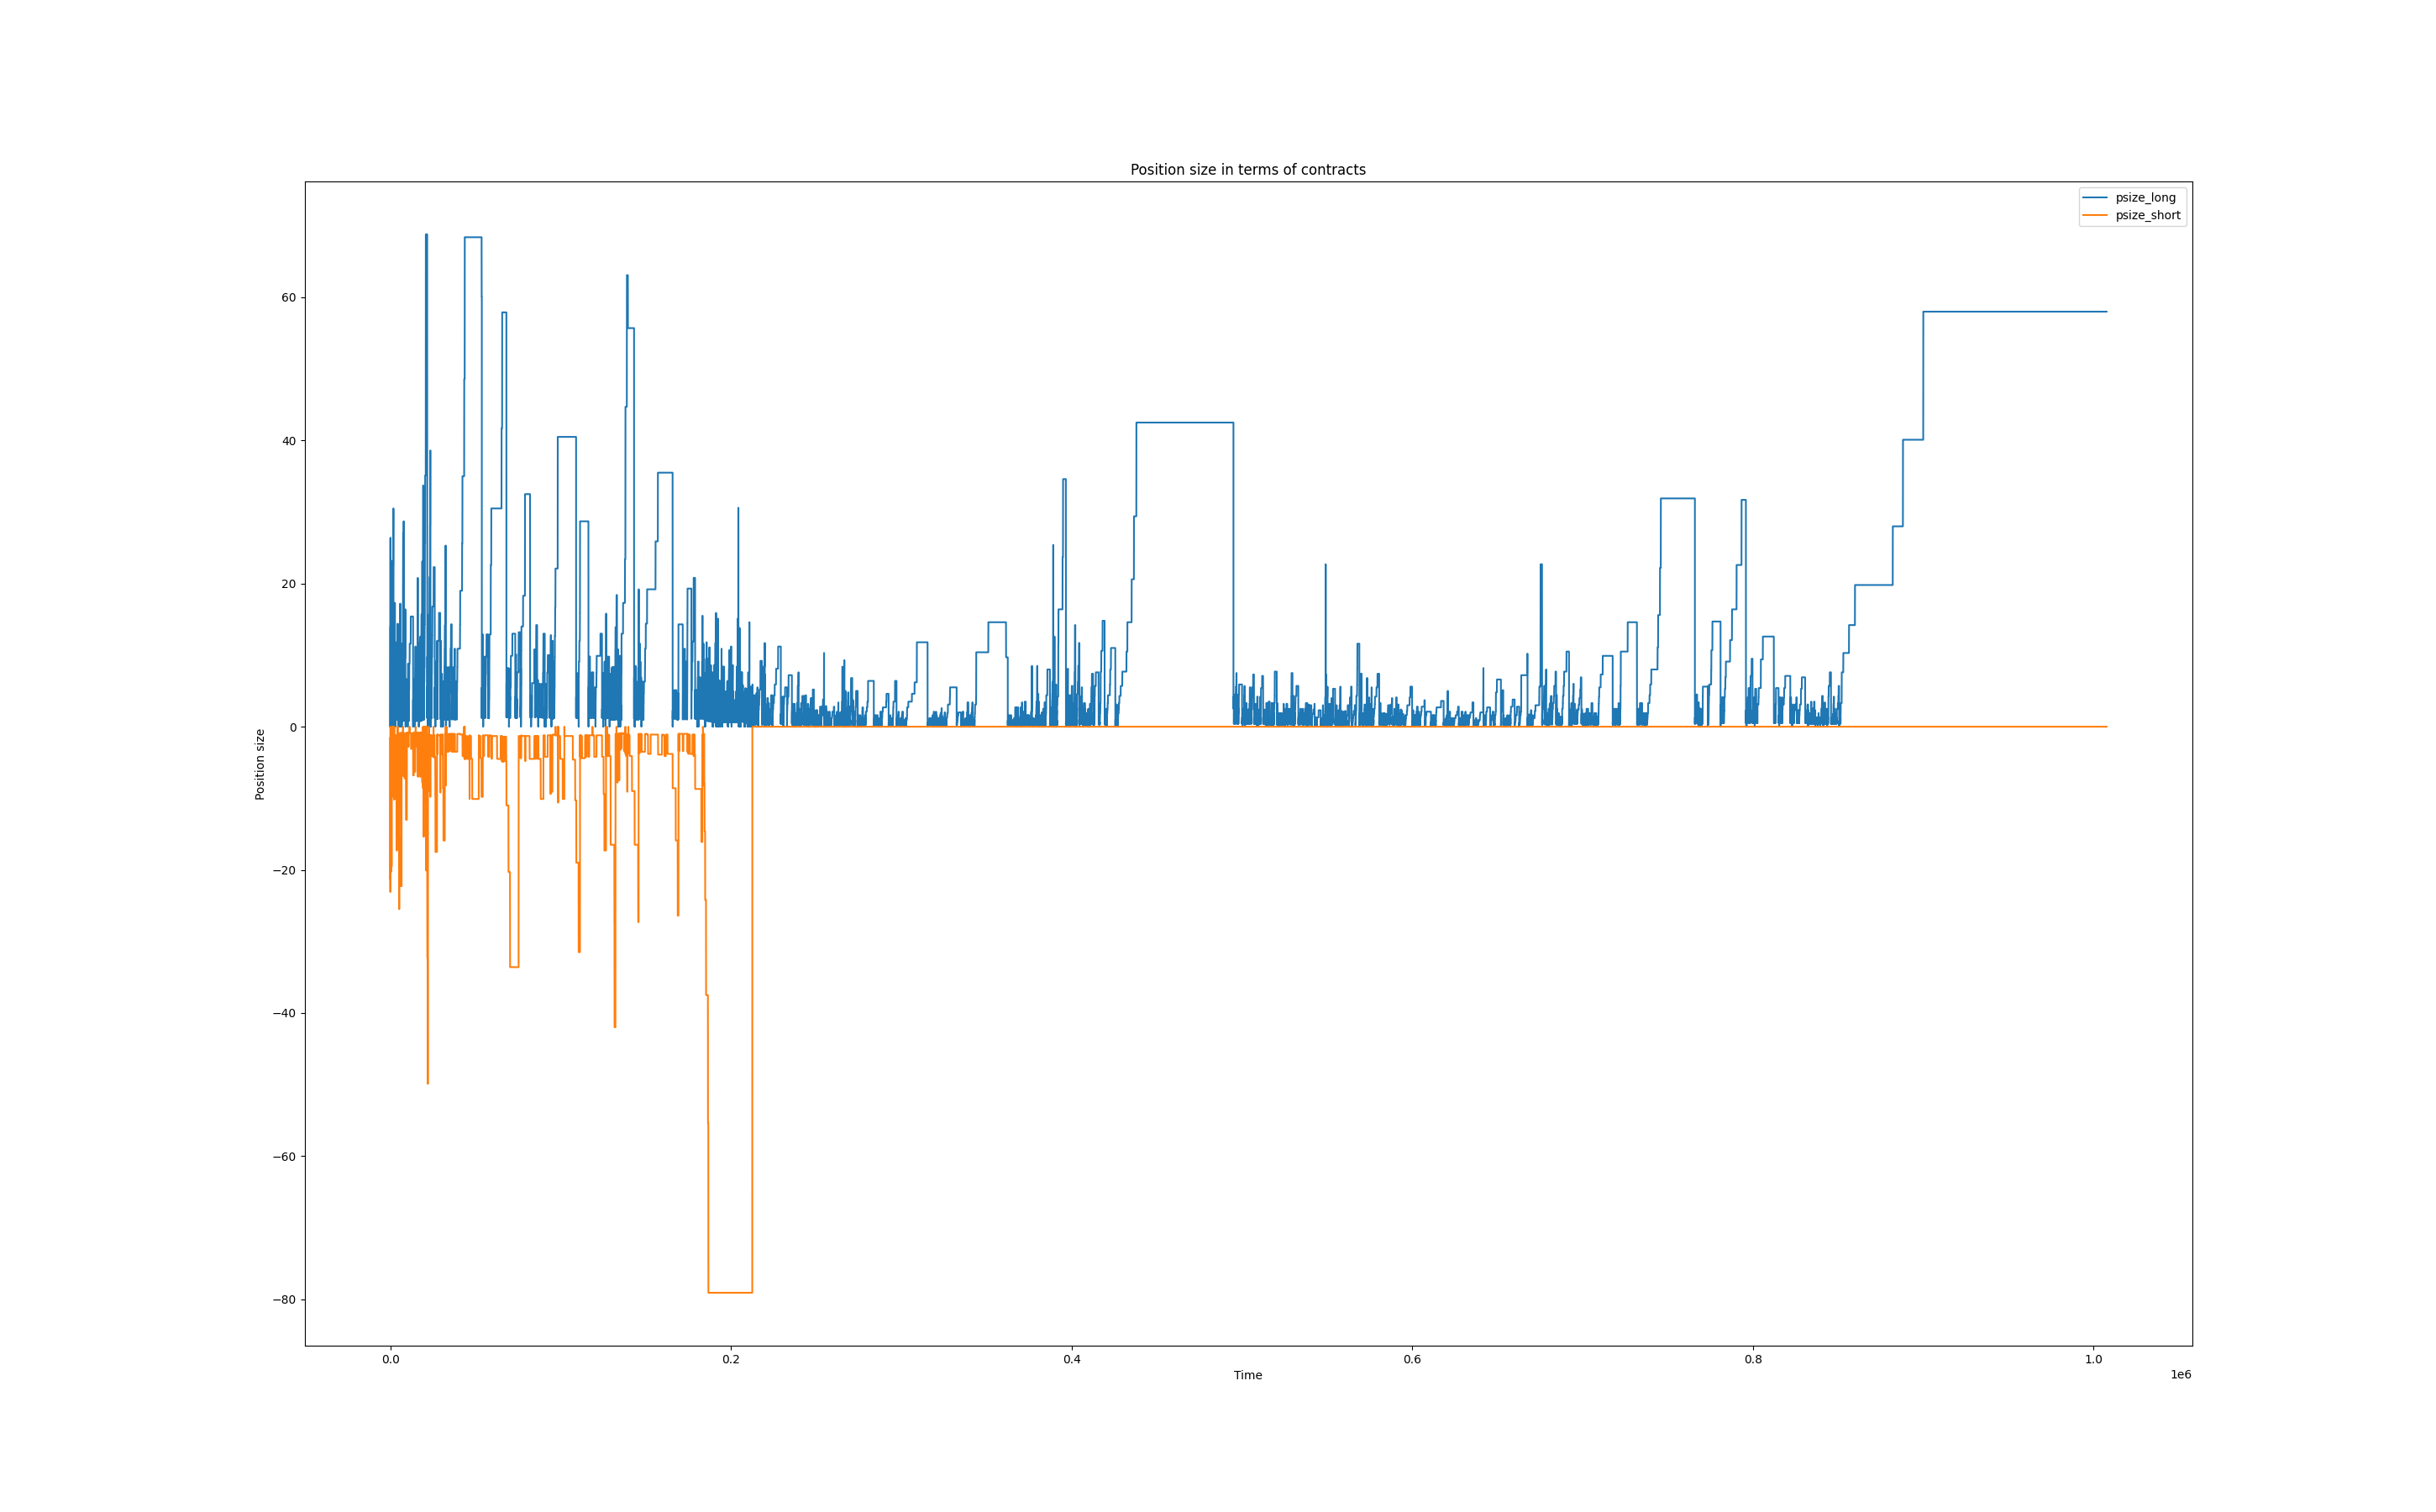 Position size in terms of contracts
psize_long
psize_short
Position size
60
40
20
0
−20
−40
−60
−80
0.0
0.2
0.4
0.6
0.8
1.0
Time
1e6